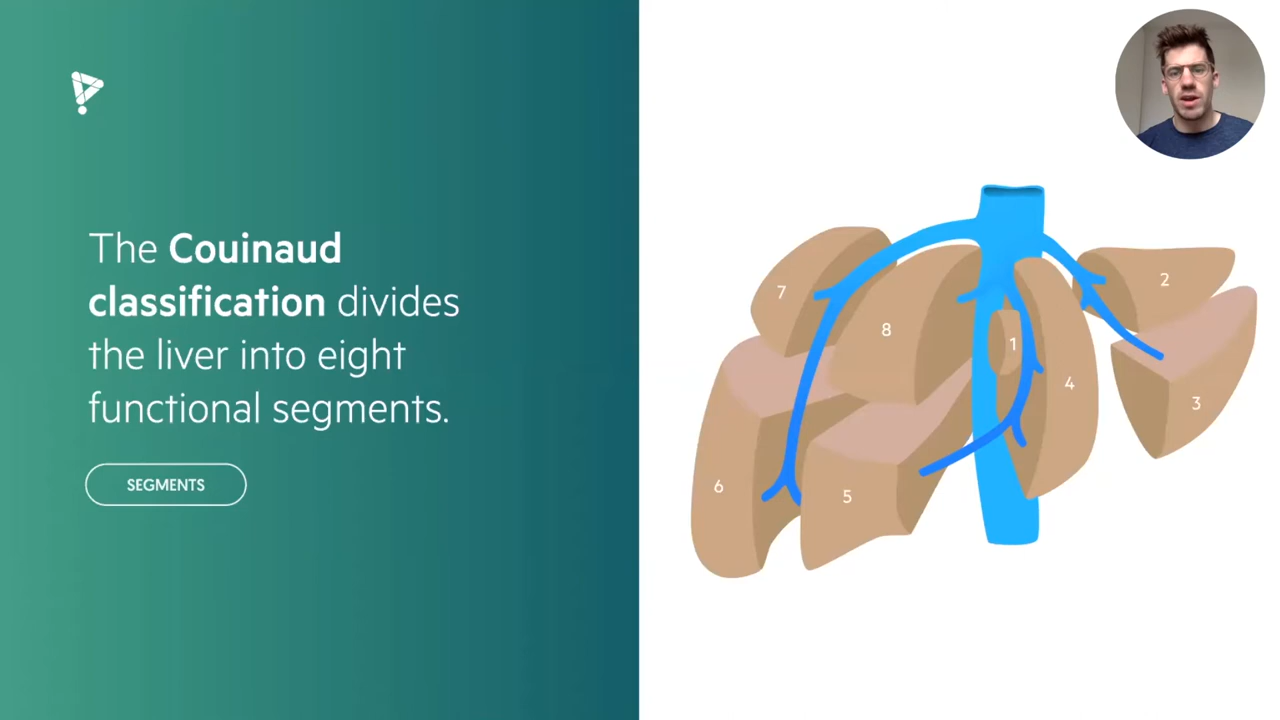 The Couinaud
classification divides
the liver into eight
functional segments.
SEGMENTS
7
8
1
2
4
3
6
5